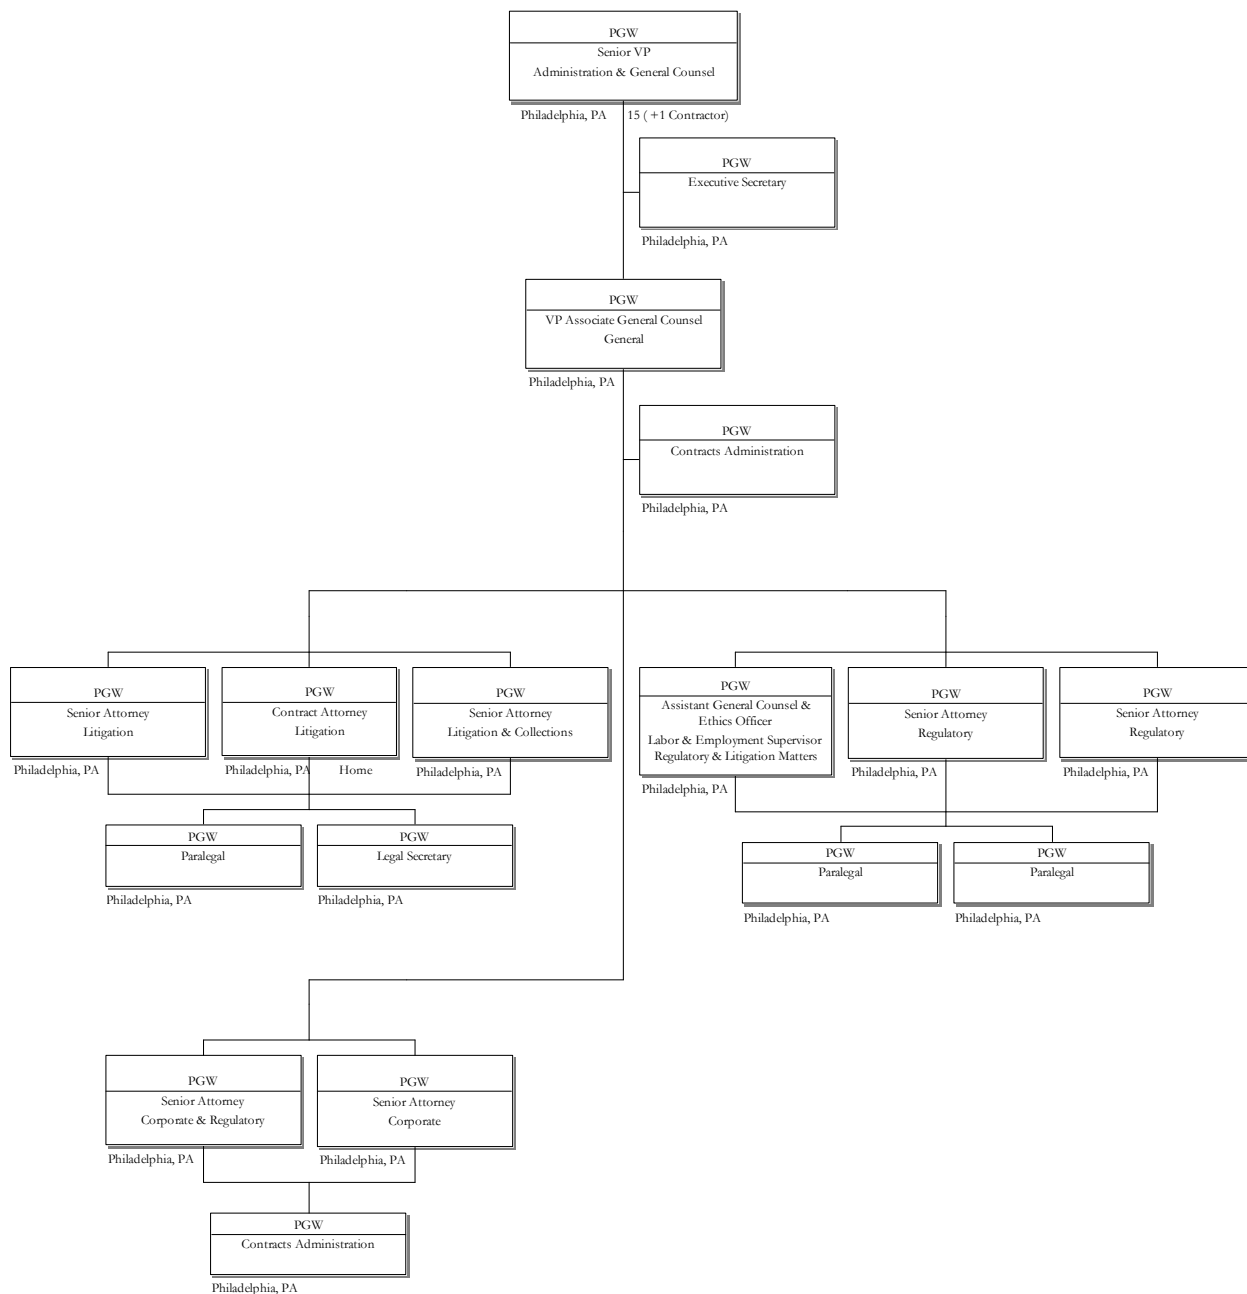 PGW
Senior VP
Administration & General Counsel
Philadelphia, PA
15 ( +1 Contractor)
PGW
Executive Secretary
Philadelphia, PA
PGW
VP Associate General Counsel
General
Philadelphia, PA
PGW
Contracts Administration
Philadelphia, PA
PGW
Senior Attorney
Litigation
Philadelphia, PA
PGW
Contract Attorney
Litigation
Philadelphia, PA
Home
PGW
Senior Attorney
Litigation & Collections
Philadelphia, PA
PGW
Assistant General Counsel &
Ethics Officer
Labor & Employment Supervisor
Regulatory & Litigation Matters
Philadelphia, PA
PGW
Senior Attorney
Regulatory
Philadelphia, PA
PGW
Senior Attorney
Regulatory
Philadelphia, PA
PGW
Paralegal
Philadelphia, PA
PGW
Legal Secretary
Philadelphia, PA
PGW
Paralegal
Philadelphia, PA
PGW
Paralegal
Philadelphia, PA
PGW
Senior Attorney
Corporate & Regulatory
Philadelphia, PA
PGW
Senior Attorney
Corporate
Philadelphia, PA
PGW
Contracts Administration
Philadelphia, PA